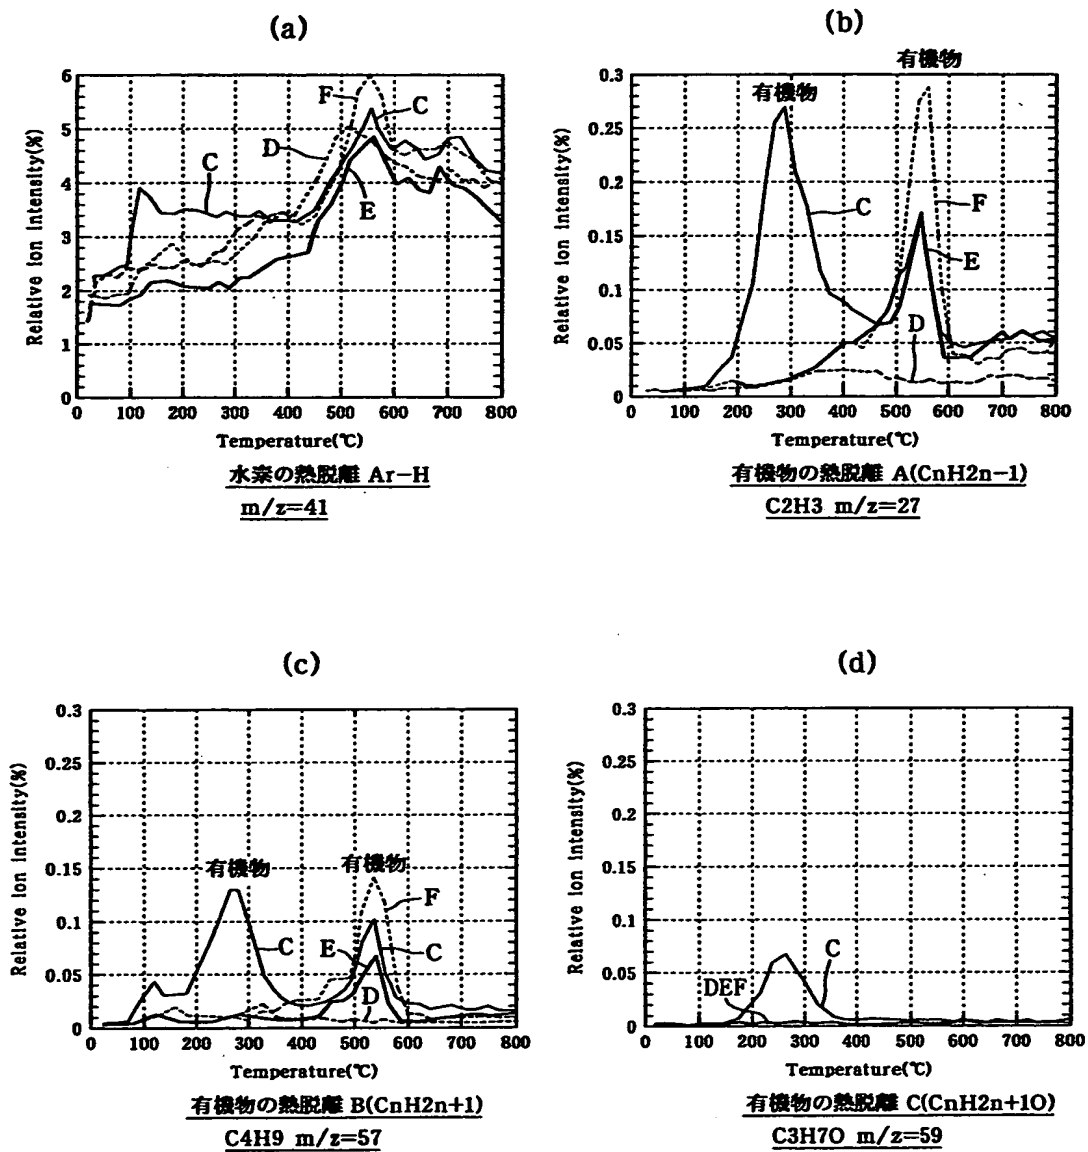 (a)
Relative Ion Intensity(%)
6
5
4
3
2
1
0
F
C
D
C
E
0 100 200 300 400 500 600 700 800
Temperature(℃)
水素の熱脱離 Ar−H
m/z=41
(b)
有機物
有機物
Relative Ion Intensity(%)
0.3
0.25
0.2
0.15
0.1
0.05
0
C
F
E
D
0 100 200 300 400 500 600 700 800
Temperature(℃)
有機物の熱脱離 A(CnH2n−1)
C2H3 m/z=27
(c)
Relative Ion Intensity(%)
0.3
0.25
0.2
0.15
0.1
0.05
0
有機物
有機物
F
C
E
C
D
0 100 200 300 400 500 600 700 800
Temperature(℃)
有機物の熱脱離 B(CnH2n+1)
C4H9 m/z=57
(d)
Relative Ion Intensity(%)
0.3
0.25
0.2
0.15
0.1
0.05
0
DEF
C
0 100 200 300 400 500 600 700 800
Temperature(℃)
有機物の熱脱離 C(CnH2n+1O)
C3H7O m/z=59